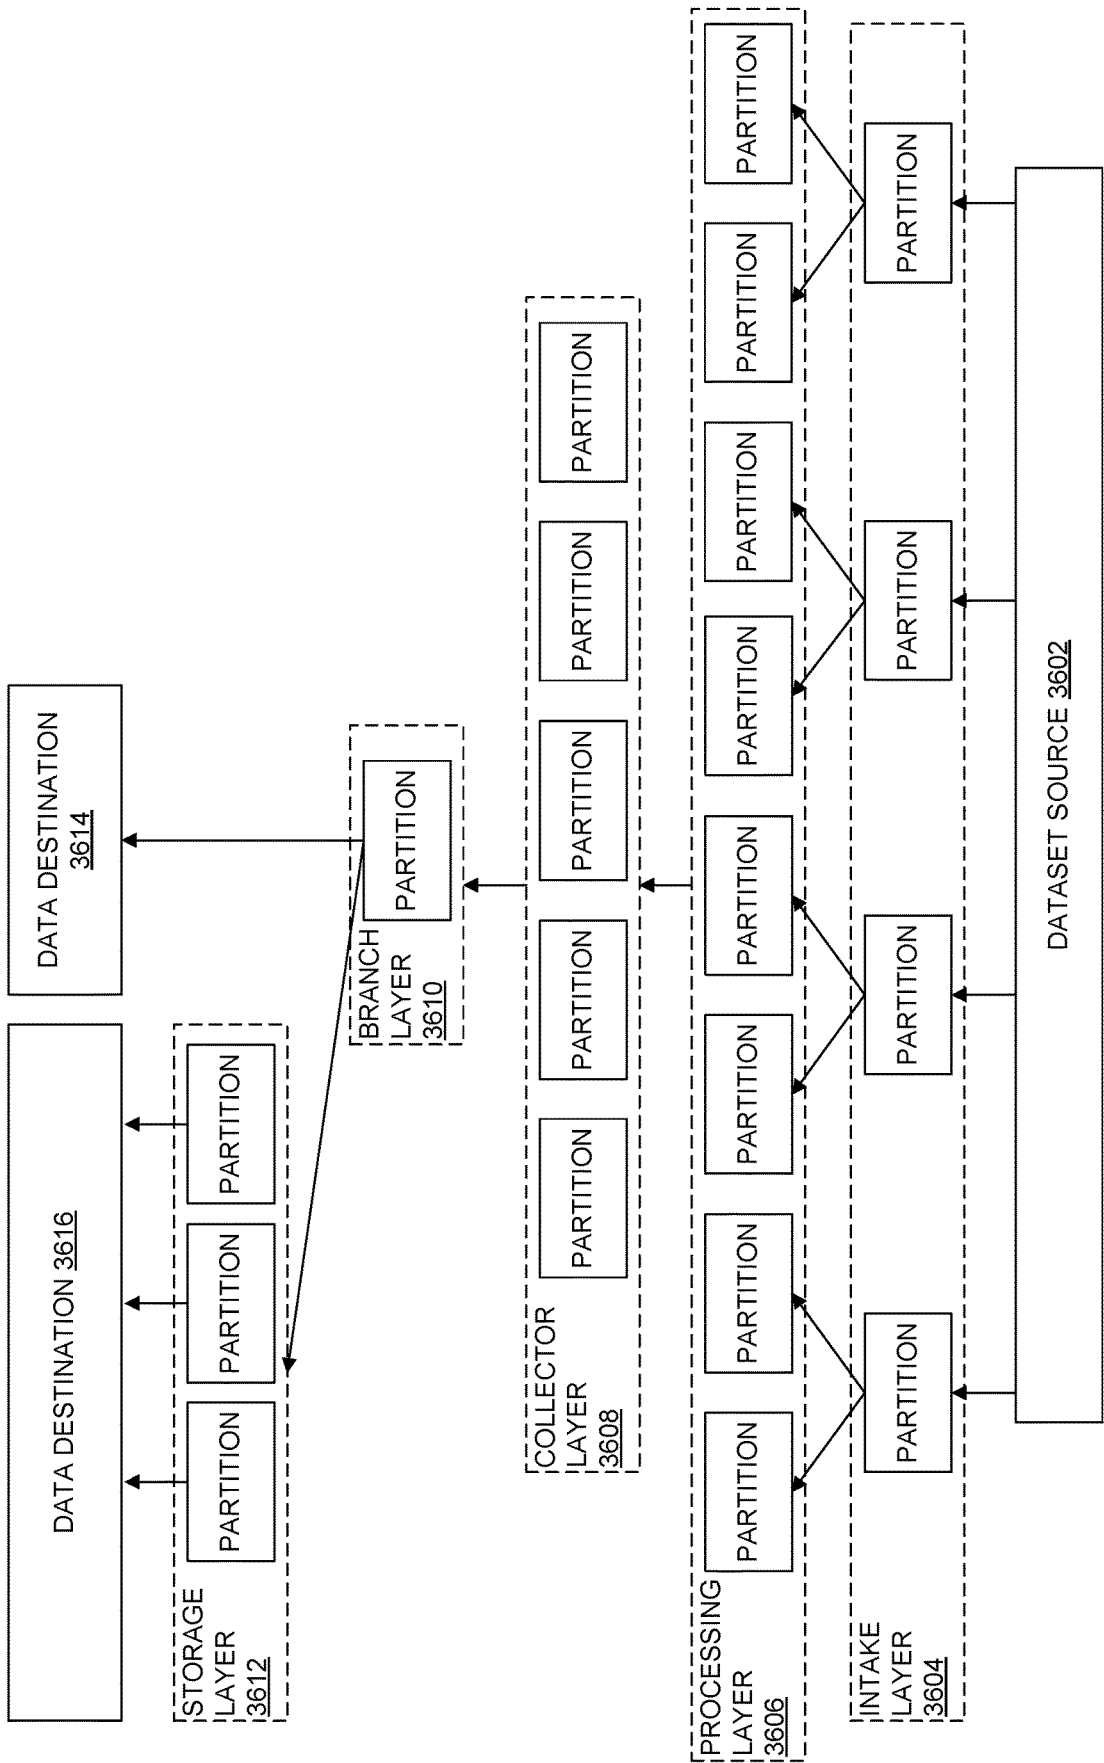 DATA DESTINATION 3616
DATA DESTINATION
3614
STORAGE
LAYER
3612
PARTITION
PARTITION
PARTITION
BRANCH
LAYER
3610
PARTITION
COLLECTOR
LAYER
3608
PARTITION
PARTITION
PARTITION
PARTITION
PARTITION
PROCESSING
LAYER
3606
PARTITION
PARTITION
PARTITION
PARTITION
PARTITION
PARTITION
PARTITION
PARTITION
INTAKE
LAYER
3604
PARTITION
PARTITION
PARTITION
PARTITION
DATASET SOURCE 3602